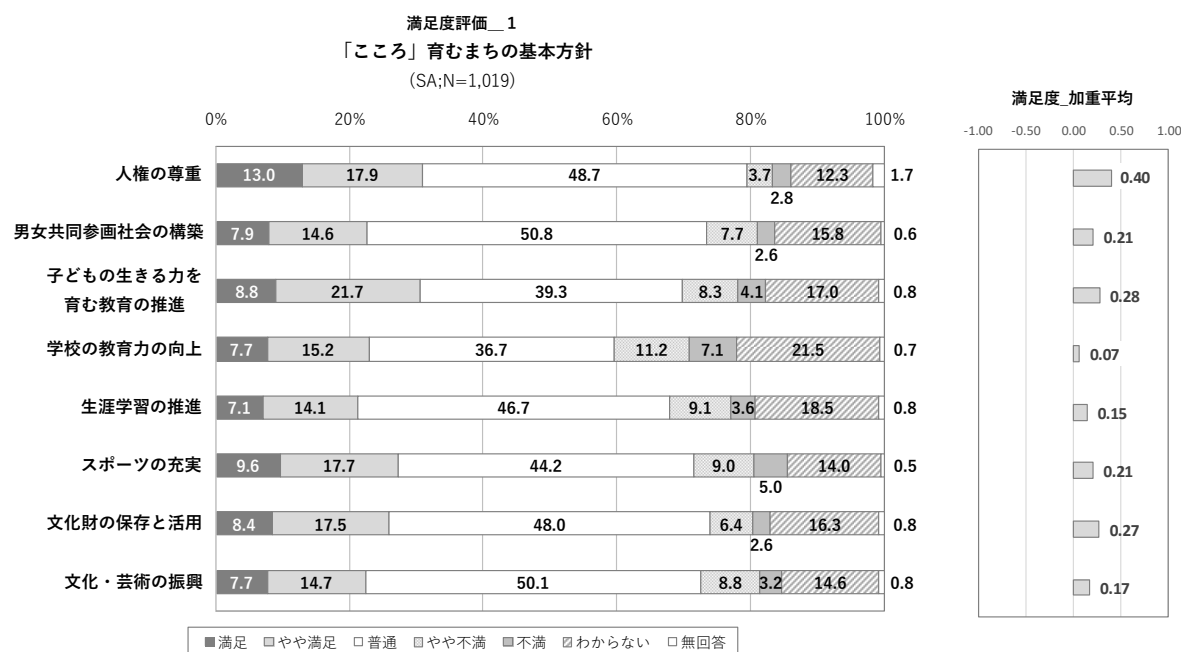 満足度評価＿1
「こころ」育むまちの基本方針
(SA;N=1,019)
0% 20% 40% 60% 80% 100%
人権の尊重 13.0 17.9 48.7 3.7 2.8 12.3 1.7
男女共同参画社会の構築 7.9 14.6 50.8 7.7 2.6 15.8 0.6
子どもの生きる力を
育む教育の推進 8.8 21.7 39.3 8.3 4.1 17.0 0.8
学校の教育力の向上 7.7 15.2 36.7 11.2 7.1 21.5 0.7
生涯学習の推進 7.1 14.1 46.7 9.1 3.6 18.5 0.8
スポーツの充実 9.6 17.7 44.2 9.0 5.0 14.0 0.5
文化財の保存と活用 8.4 17.5 48.0 6.4 2.6 16.3 0.8
文化・芸術の振興 7.7 14.7 50.1 8.8 3.2 14.6 0.8
満足 やや満足 普通 やや不満 不満 わからない 無回答
満足度_加重平均
-1.00 -0.50 0.00 0.50 1.00
0.40
0.21
0.28
0.07
0.15
0.21
0.27
0.17